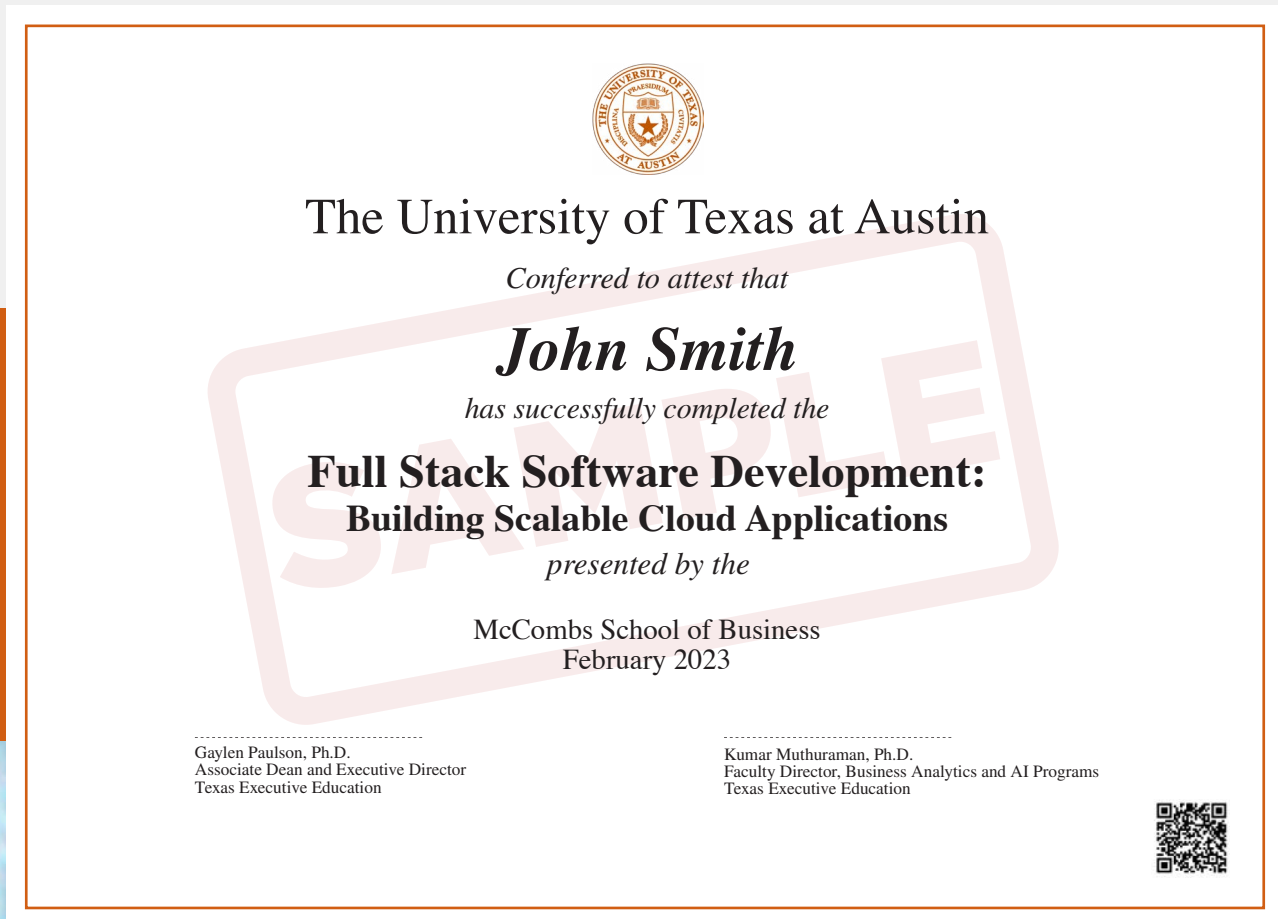 THE UNIVERSITY OF TEXAS
AT AUSTIN
PRAESIDIUM
DISCIPLINA
CIVITATIS
The University of Texas at Austin
Conferred to attest that
John Smith
has successfully completed the
SAMPLE
Full Stack Software Development:
Building Scalable Cloud Applications
presented by the
McCombs School of Business
February 2023
Gaylen Paulson, Ph.D.
Associate Dean and Executive Director
Texas Executive Education
Kumar Muthuraman, Ph.D.
Faculty Director, Business Analytics and AI Programs
Texas Executive Education